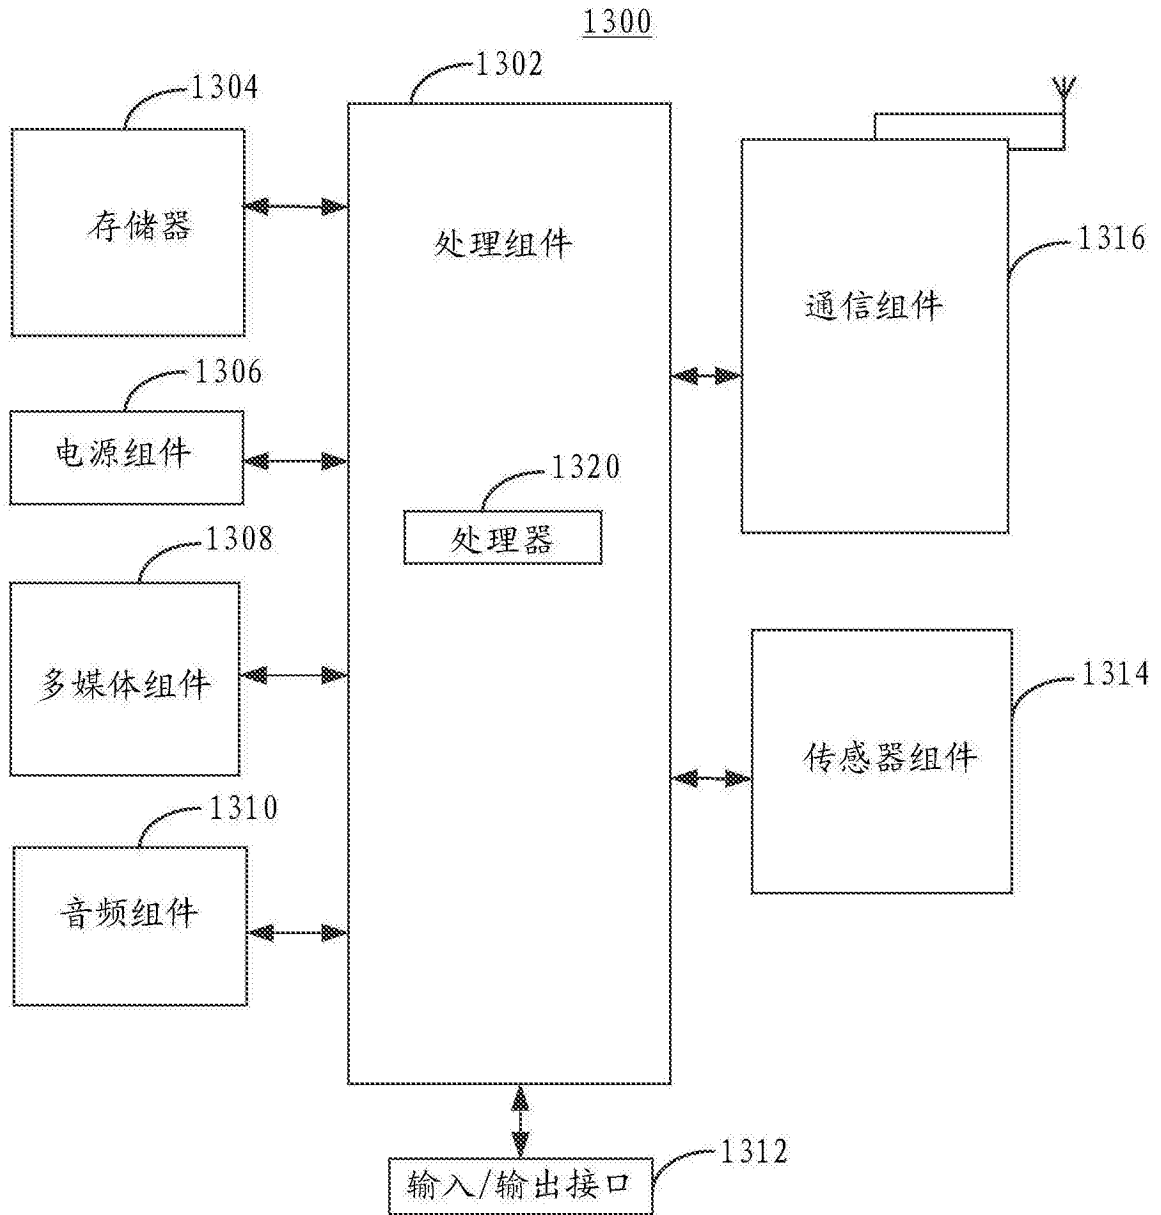 1300
1302
1304
存储器
处理组件
1316
通信组件
1306
电源组件
1320
处理器
1308
多媒体组件
1314
传感器组件
1310
音频组件
1312
输入/输出接口